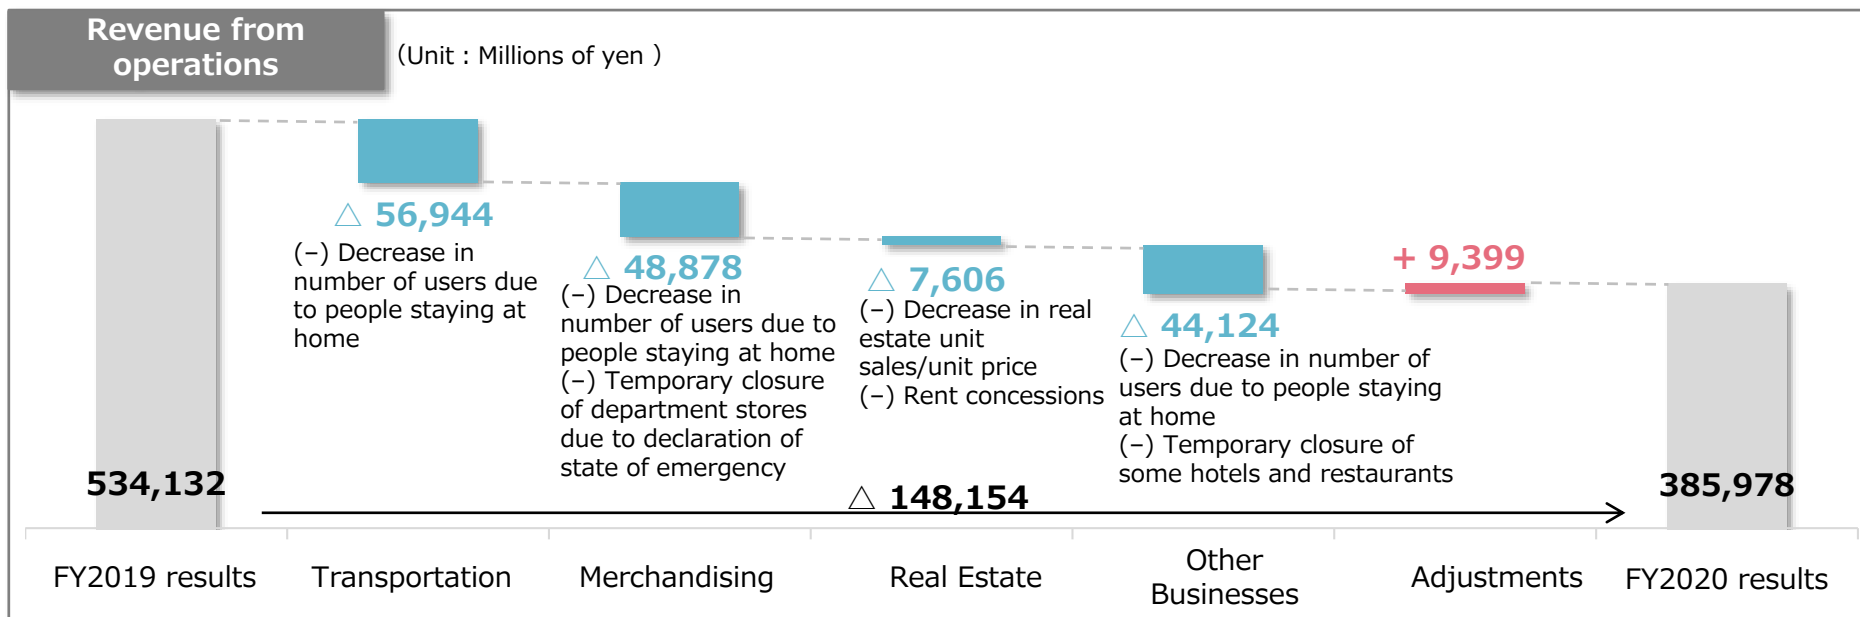 Revenue from
operations
(Unit : Millions of yen )
△ 56,944
(–) Decrease in
number of users due
to people staying at
home
△ 48,878
(–) Decrease in
number of users due to
people staying at home
(–) Temporary closure
of department stores
due to declaration of
state of emergency
△ 7,606
(–) Decrease in real
estate unit
sales/unit price
(–) Rent concessions
△ 44,124
(–) Decrease in number of
users due to people staying
at home
(–) Temporary closure of
some hotels and restaurants
+ 9,399
534,132
△ 148,154
385,978
FY2019 results
Transportation
Merchandising
Real Estate
Other
Businesses
Adjustments
FY2020 results